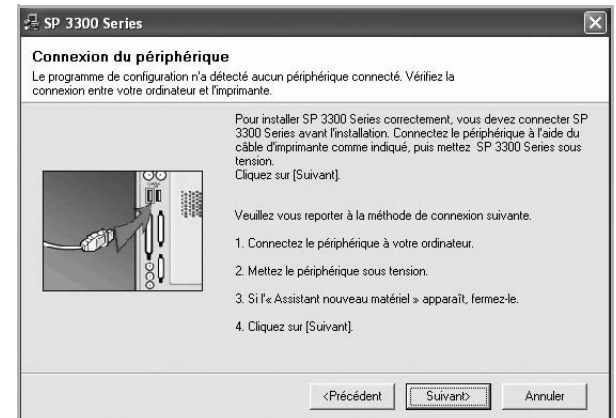 SP 3300 Series
Connexion du périphérique
Le programme de configuration n'a détecté aucun périphérique connecté. Vérifiez la
connexion entre votre ordinateur et l'imprimante.
Pour installer SP 3300 Series correctement, vous devez connecter SP
3300 Series avant l'installation. Connectez le périphérique à l'aide du
câble d'imprimante comme indiqué, puis mettez SP 3300 Series sous
tension.
Cliquez sur [Suivant].
Veuillez vous reporter à la méthode de connexion suivante.
1. Connectez le périphérique à votre ordinateur.
2. Mettez le périphérique sous tension.
3. Si l'« Assistant nouveau matériel » apparaît, fermez-le.
4. Cliquez sur [Suivant].
<Précédent
Suivant>
Annuler